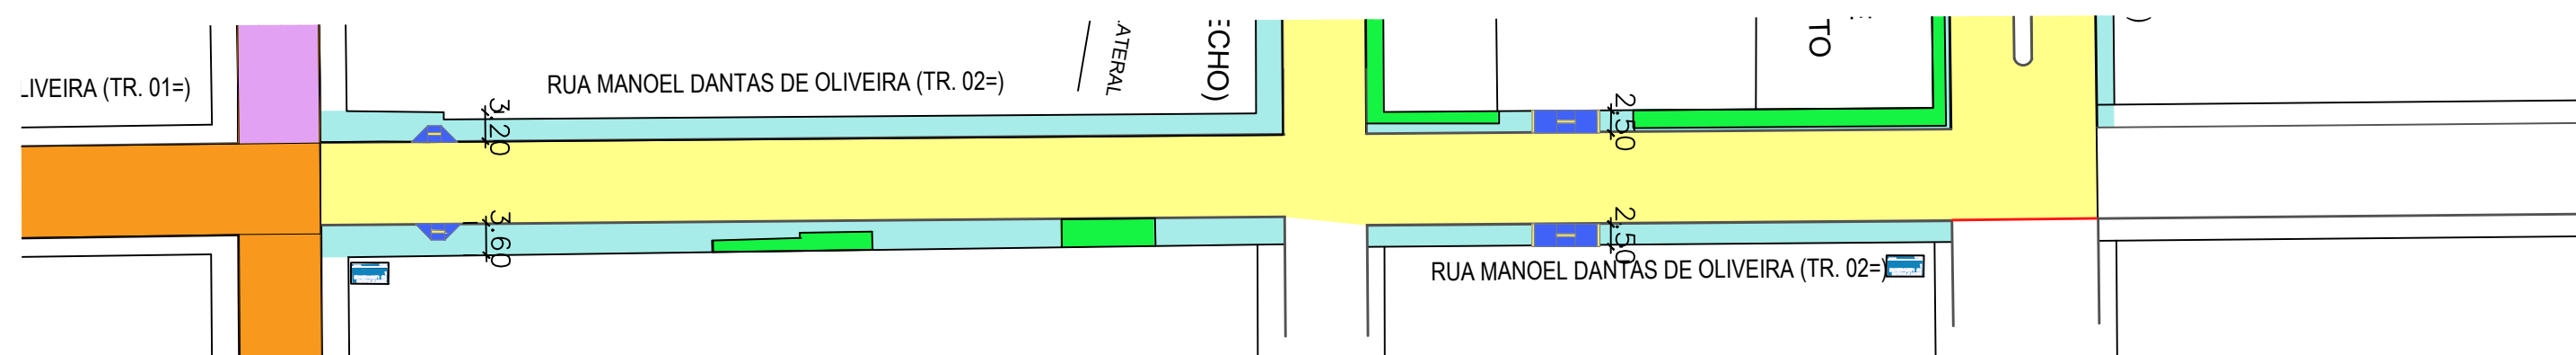 LIVEIRA (TR. 01=)
RUA MANOEL DANTAS DE OLIVEIRA (TR. 02=)
ATERAL
ECHO)
TO
)
3.20
2.50
3.60
2.50
RUA MANOEL DANTAS DE OLIVEIRA (TR. 02=)